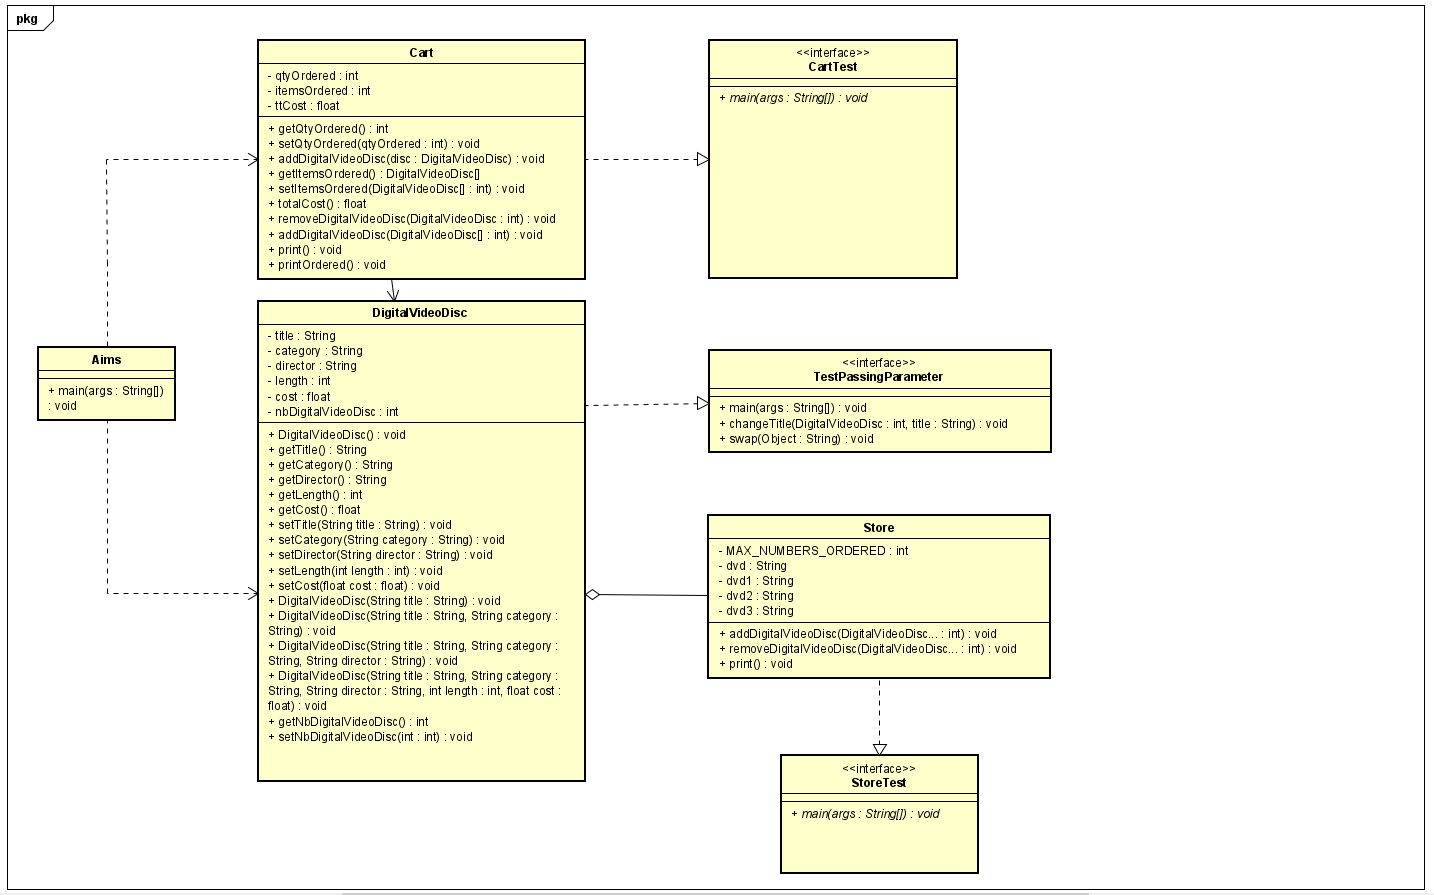 pkg
Cart
- qtyOrdered : int
- itemsOrdered : int
- ttCost : float
+ getQtyOrdered() : int
+ setQtyOrdered(qtyOrdered : int) : void
+ addDigitalVideoDisc(disc : DigitalVideoDisc) : void
+ getItemsOrdered() : DigitalVideoDisc[]
+ setItemsOrdered(DigitalVideoDisc[] : int) : void
+ totalCost() : float
+ removeDigitalVideoDisc(DigitalVideoDisc : int) : void
+ addDigitalVideoDisc(DigitalVideoDisc[] : int) : void
+ print() : void
+ printOrdered() : void
<<interface>>
CartTest
+ main(args : String[]) : void
Aims
+ main(args : String[])
: void
DigitalVideoDisc
- title : String
- category : String
- director : String
- length : int
- cost : float
- nbDigitalVideoDisc : int
+ DigitalVideoDisc() : void
+ getTitle() : String
+ getCategory() : String
+ getDirector() : String
+ getLength() : int
+ getCost() : float
+ setTitle(String title : String) : void
+ setCategory(String category : String) : void
+ setDirector(String director : String) : void
+ setLength(int length : int) : void
+ setCost(float cost : float) : void
+ DigitalVideoDisc(String title : String) : void
+ DigitalVideoDisc(String title : String, String category :
String) : void
+ DigitalVideoDisc(String title : String, String category :
String, String director : String) : void
+ DigitalVideoDisc(String title : String, String category :
String, String director : String, int length : int, float cost :
float) : void
+ getNbDigitalVideoDisc() : int
+ setNbDigitalVideoDisc(int : int) : void
<<interface>>
TestPassingParameter
+ main(args : String[]) : void
+ changeTitle(DigitalVideoDisc : int, title : String) : void
+ swap(Object : String) : void
Store
- MAX_NUMBERS_ORDERED : int
- dvd : String
- dvd1 : String
- dvd2 : String
- dvd3 : String
+ addDigitalVideoDisc(DigitalVideoDisc... : int) : void
+ removeDigitalVideoDisc(DigitalVideoDisc... : int) : void
+ print() : void
<<interface>>
StoreTest
+ main(args : String[]) : void